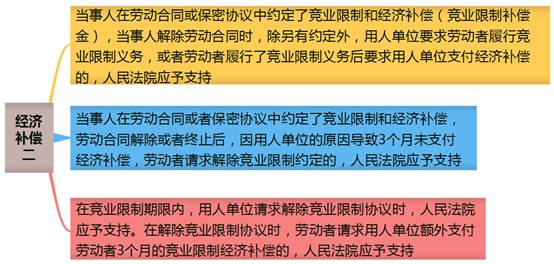 经济
补偿
二
当事人在劳动合同或保密协议中约定了竞业限制和经济补偿（竞业限制补偿
金），当事人解除劳动合同时，除另有约定外，用人单位要求劳动者履行竞
业限制义务，或者劳动者履行了竞业限制义务后要求用人单位支付经济补偿
的，人民法院应予支持
当事人在劳动合同或者保密协议中约定了竞业限制和经济补偿，
劳动合同解除或者终止后，因用人单位的原因导致3个月未支付
经济补偿，劳动者请求解除竞业限制约定的，人民法院应予支持
在竞业限制期限内，用人单位请求解除竞业限制协议时，人民法院
应予支持。在解除竞业限制协议时，劳动者请求用人单位额外支付
劳动者3个月的竞业限制经济补偿的，人民法院应予支持